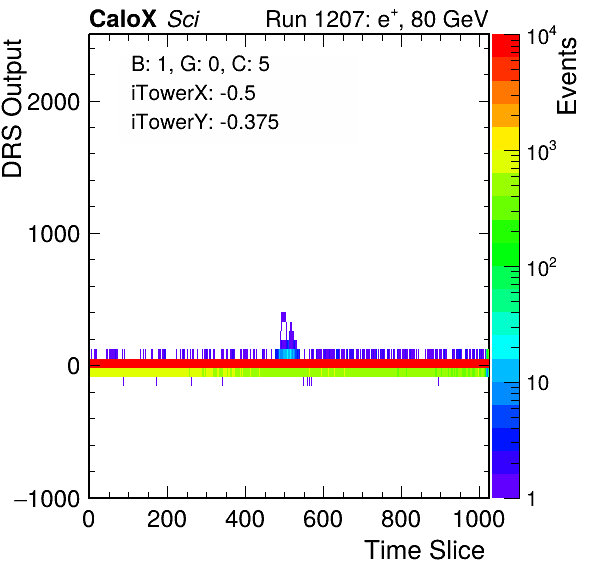 CaloX Sci Run 1207: e⁺, 80 GeV
B: 1, G: 0, C: 5
iTowerX: -0.5
iTowerY: -0.375
DRS Output
2000
1000
0
−1000
0 200 400 600 800 1000
Time Slice
Events
10⁴
10³
10²
10
1